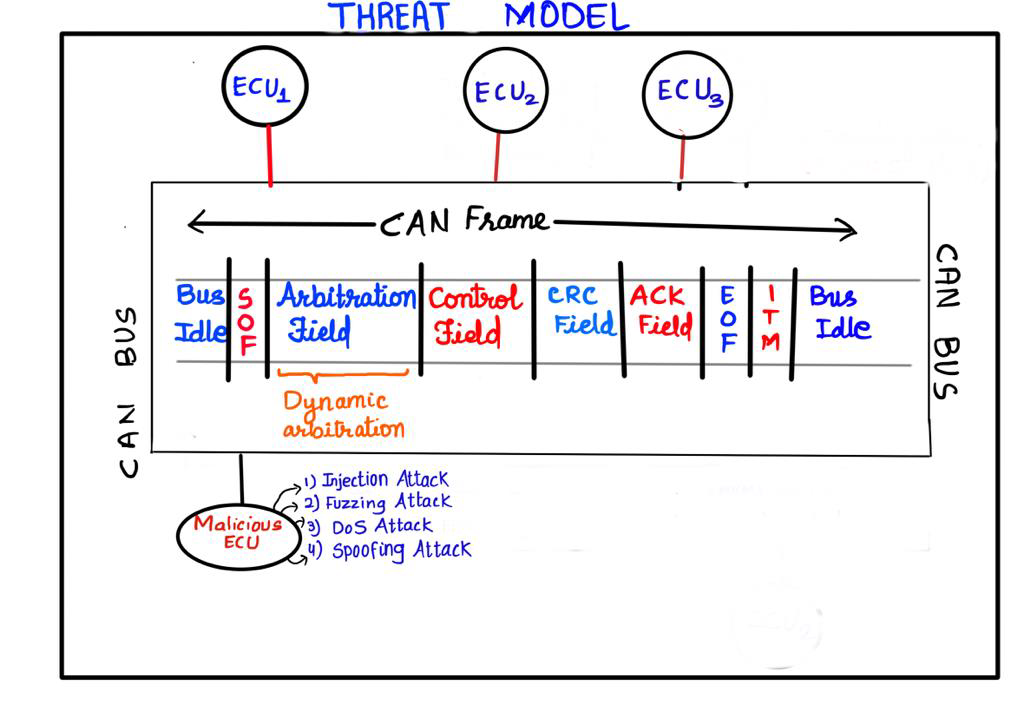 THREAT MODEL
ECU1
ECU2
ECU3
CAN Frame
CAN BUS
CAN BUS
Bus Idle
SOF
Arbitration Field
Control Field
CRC Field
ACK Field
EOF
ITM
Bus Idle
Dynamic arbitration
Malicious ECU
1) Injection Attack
2) Fuzzing Attack
3) DoS Attack
4) Spoofing Attack